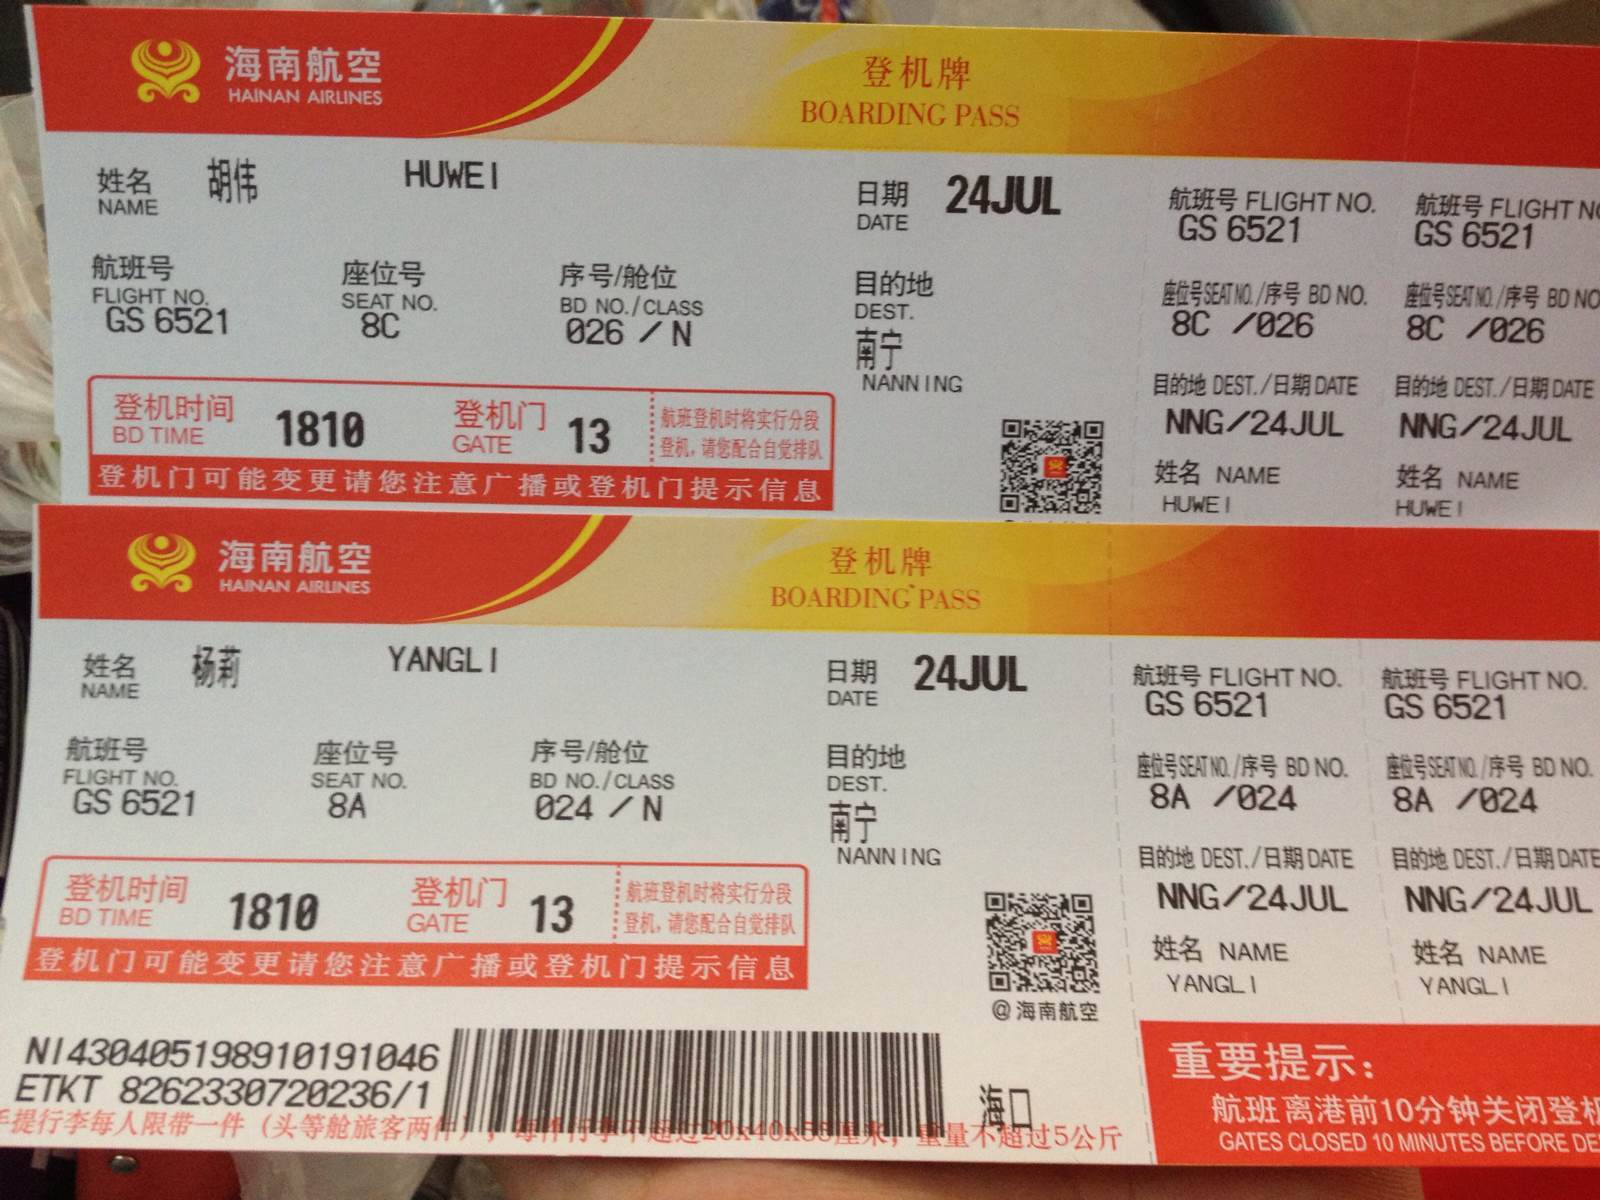 海南航空
HAINAN AIRLINES
登机牌
BOARDING PASS
姓名 胡伟 HUWEI
NAME
日期 24JUL
DATE
航班号 FLIGHT NO.
GS 6521
航班号 FLIGHT NO
GS 6521
航班号 座位号 序号/舱位
FLIGHT NO. SEAT NO. BD NO./CLASS
GS 6521 8C 026 / N
目的地
DEST.
南宁
NANNING
座位号SEAT NO./序号 BD NO.
8C /026
座位号SEAT NO./序号 BD NO
8C /026
目的地 DEST./日期 DATE
NNG/24JUL
目的地 DEST./日期 DATE
NNG/24JUL
姓名 NAME
HUWEI
姓名 NAME
HUWEI
登机时间 1810 登机门 13
BD TIME GATE
航班登机时将实行分段
登机,请您配合自觉排队
登机门可能变更请您注意广播或登机门提示信息
海南航空
HAINAN AIRLINES
登机牌
BOARDING PASS
姓名 杨莉 YANGLI
NAME
日期 24JUL
DATE
航班号 FLIGHT NO.
GS 6521
航班号 FLIGHT NO.
GS 6521
航班号 座位号 序号/舱位
FLIGHT NO. SEAT NO. BD NO./CLASS
GS 6521 8A 024 / N
目的地
DEST.
南宁
NANNING
座位号SEAT NO./序号 BD NO.
8A /024
座位号SEAT NO./序号 BD NO.
8A /024
目的地 DEST./日期 DATE
NNG/24JUL
目的地 DEST./日期 DATE
NNG/24JUL
姓名 NAME
YANGLI
姓名 NAME
YANGLI
登机时间 1810 登机门 13
BD TIME GATE
航班登机时将实行分段
登机,请您配合自觉排队
登机门可能变更请您注意广播或登机门提示信息
@海南航空
NI430405198910191046
ETKT 8262330720236/1
海口
手提行李每人限带一件(头等舱旅客两件),每件行李不超过20x40x55厘米,重量不超过5公斤
重要提示:
航班离港前10分钟关闭登机
GATES CLOSED 10 MINUTES BEFORE DE